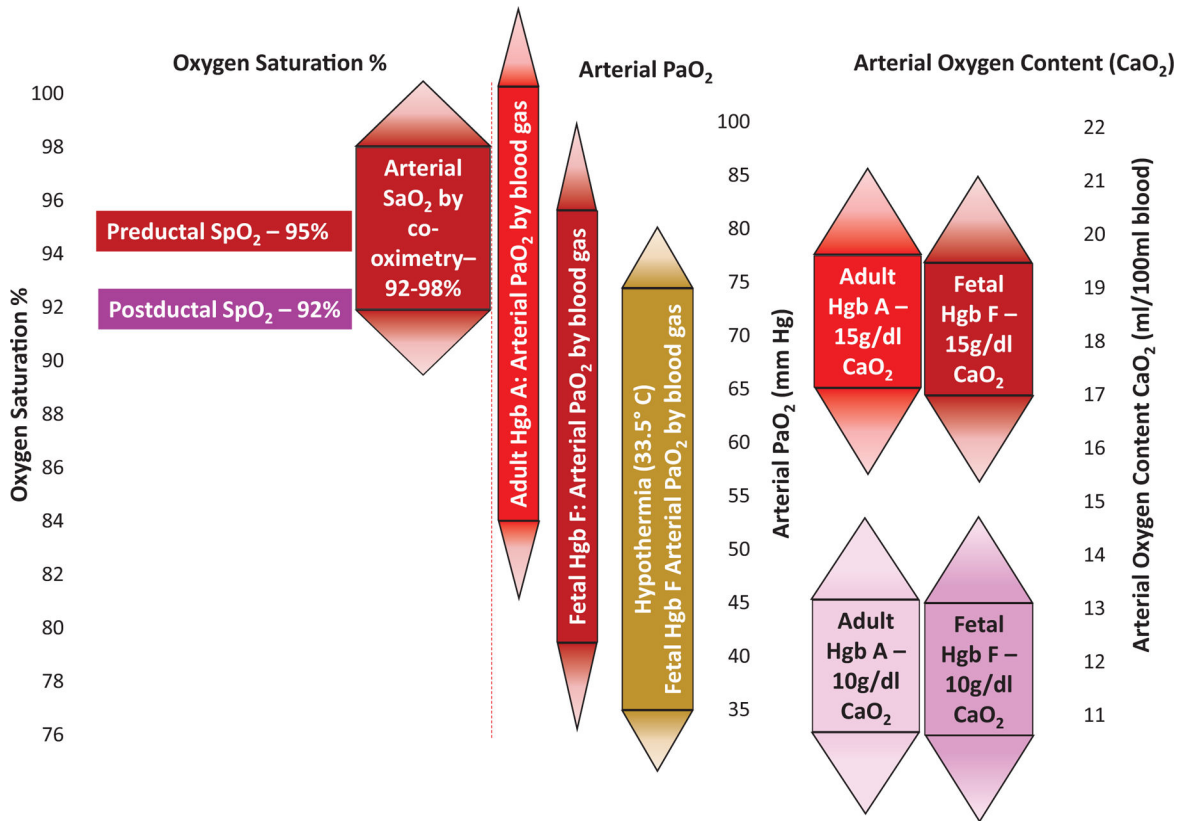 Oxygen Saturation %
Arterial PaO₂
Arterial Oxygen Content (CaO₂)
Oxygen Saturation %
100
98
96
94
92
90
88
86
84
82
80
78
76
Preductal SpO₂ – 95%
Postductal SpO₂ – 92%
Arterial
SaO₂ by
co-
oximetry–
92-98%
Adult Hgb A: Arterial PaO₂ by blood gas
Fetal Hgb F: Arterial PaO₂ by blood gas
Hypothermia (33.5° C)
Fetal Hgb F Arterial PaO₂ by blood gas
100
85
80
75
70
65
60
55
50
45
40
35
Arterial PaO₂ (mm Hg)
Adult
Hgb A –
15g/dl
CaO₂
Fetal
Hgb F –
15g/dl
CaO₂
Adult
Hgb A –
10g/dl
CaO₂
Fetal
Hgb F –
10g/dl
CaO₂
22
21
20
19
18
17
16
15
14
13
12
11
Arterial Oxygen Content CaO₂ (ml/100ml blood)